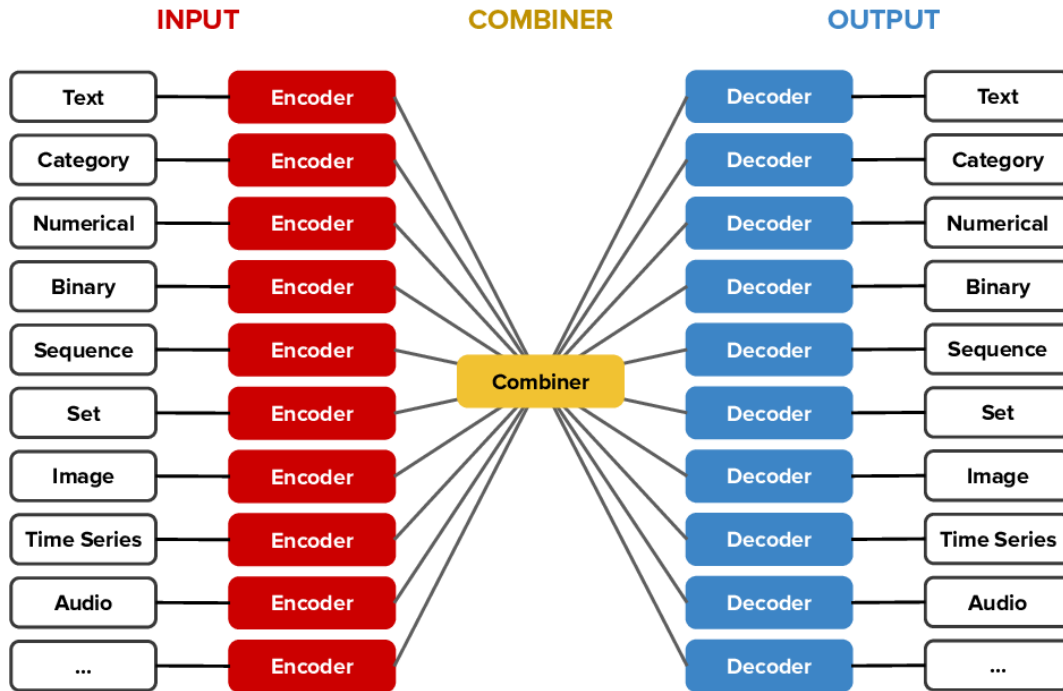 INPUT COMBINER OUTPUT
Text Encoder Decoder Text
Category Encoder Decoder Category
Numerical Encoder Decoder Numerical
Binary Encoder Decoder Binary
Sequence Encoder Decoder Sequence
Combiner
Set Encoder Decoder Set
Image Encoder Decoder Image
Time Series Encoder Decoder Time Series
Audio Encoder Decoder Audio
... Encoder Decoder ...